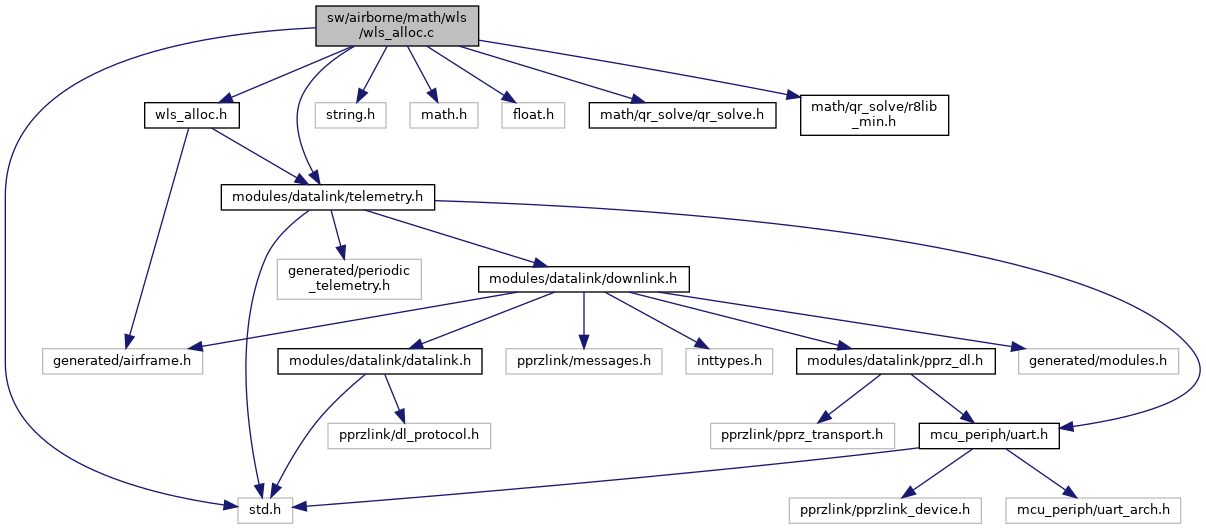 sw/airborne/math/wls
/wls_alloc.c
wls_alloc.h
string.h
math.h
float.h
math/qr_solve/qr_solve.h
math/qr_solve/r8lib
_min.h
modules/datalink/telemetry.h
generated/periodic
_telemetry.h
modules/datalink/downlink.h
generated/airframe.h
modules/datalink/datalink.h
pprzlink/messages.h
inttypes.h
modules/datalink/pprz_dl.h
generated/modules.h
pprzlink/dl_protocol.h
pprzlink/pprz_transport.h
mcu_periph/uart.h
std.h
pprzlink/pprzlink_device.h
mcu_periph/uart_arch.h